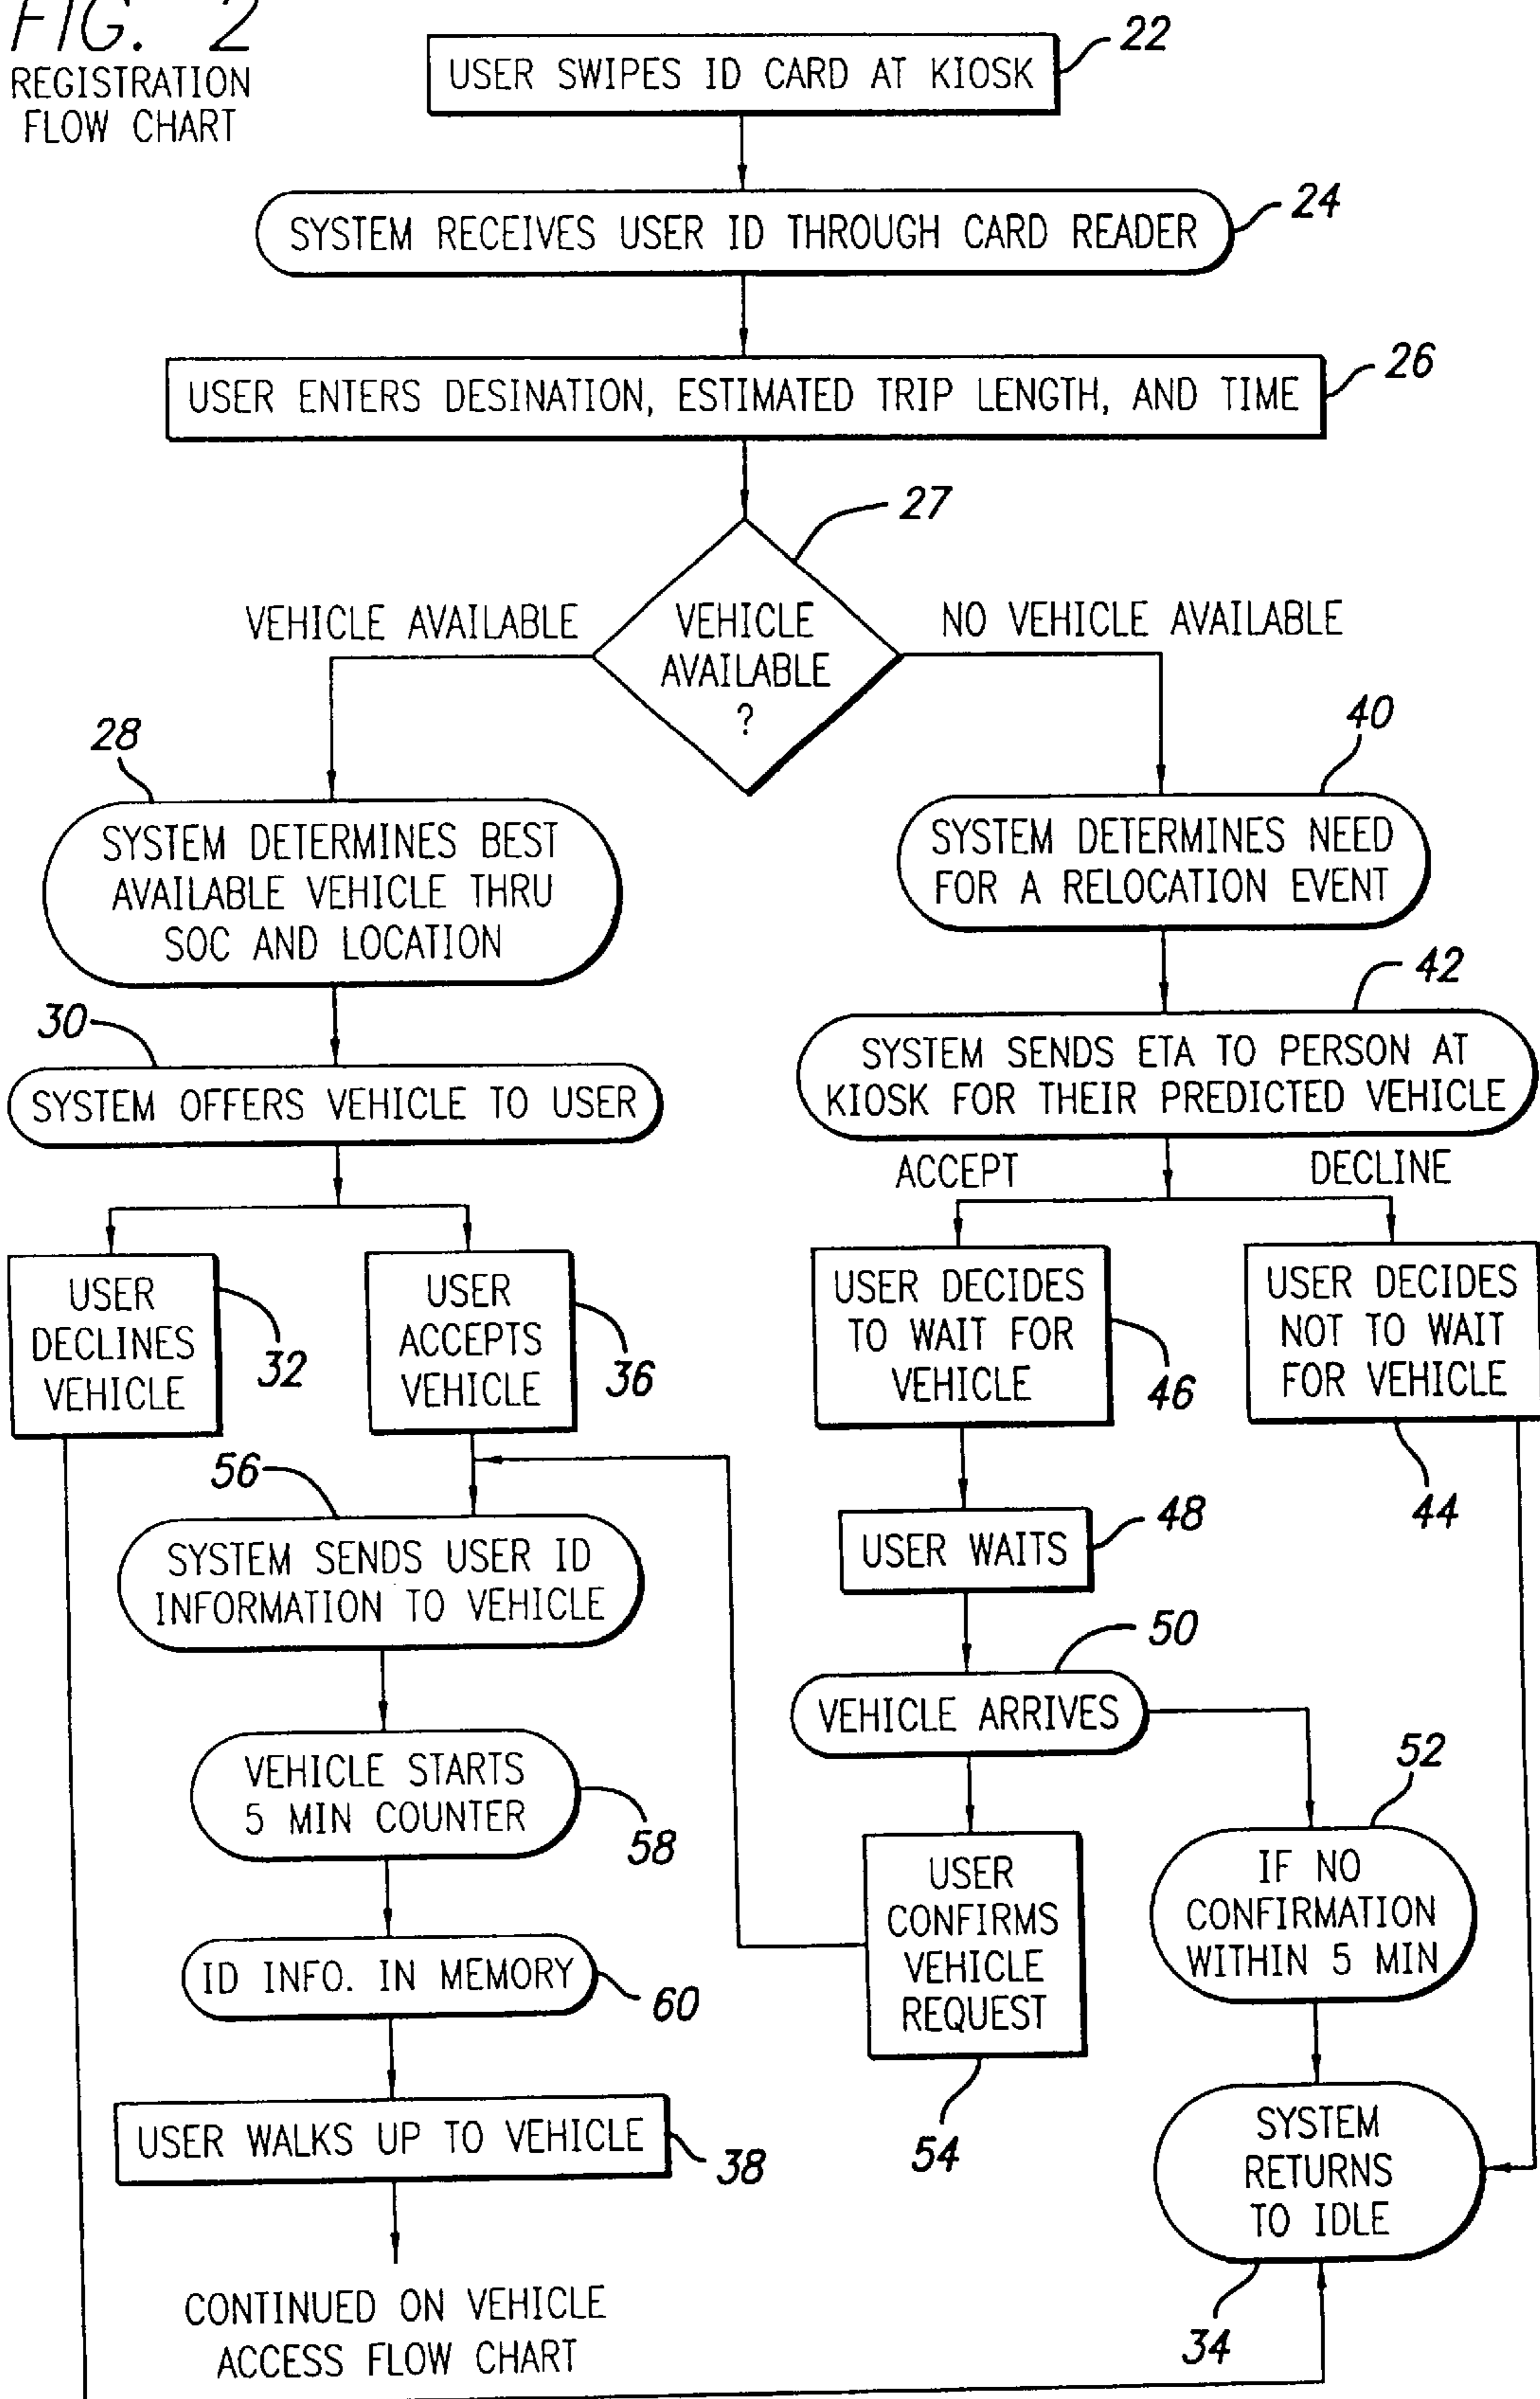 FIG. 2
REGISTRATION
FLOW CHART
USER SWIPES ID CARD AT KIOSK
22
SYSTEM RECEIVES USER ID THROUGH CARD READER
24
USER ENTERS DESINATION, ESTIMATED TRIP LENGTH, AND TIME
26
27
VEHICLE AVAILABLE
VEHICLE
AVAILABLE
?
NO VEHICLE AVAILABLE
28
SYSTEM DETERMINES BEST
AVAILABLE VEHICLE THRU
SOC AND LOCATION
40
SYSTEM DETERMINES NEED
FOR A RELOCATION EVENT
30
SYSTEM OFFERS VEHICLE TO USER
42
SYSTEM SENDS ETA TO PERSON AT
KIOSK FOR THEIR PREDICTED VEHICLE
ACCEPT
DECLINE
USER
DECLINES
VEHICLE
32
USER
ACCEPTS
VEHICLE
36
USER DECIDES
TO WAIT FOR
VEHICLE
46
USER DECIDES
NOT TO WAIT
FOR VEHICLE
44
56
SYSTEM SENDS USER ID
INFORMATION TO VEHICLE
USER WAITS
48
50
VEHICLE ARRIVES
VEHICLE STARTS
5 MIN COUNTER
58
52
IF NO
CONFIRMATION
WITHIN 5 MIN
USER
CONFIRMS
VEHICLE
REQUEST
54
ID INFO. IN MEMORY
60
USER WALKS UP TO VEHICLE
38
SYSTEM
RETURNS
TO IDLE
34
CONTINUED ON VEHICLE
ACCESS FLOW CHART